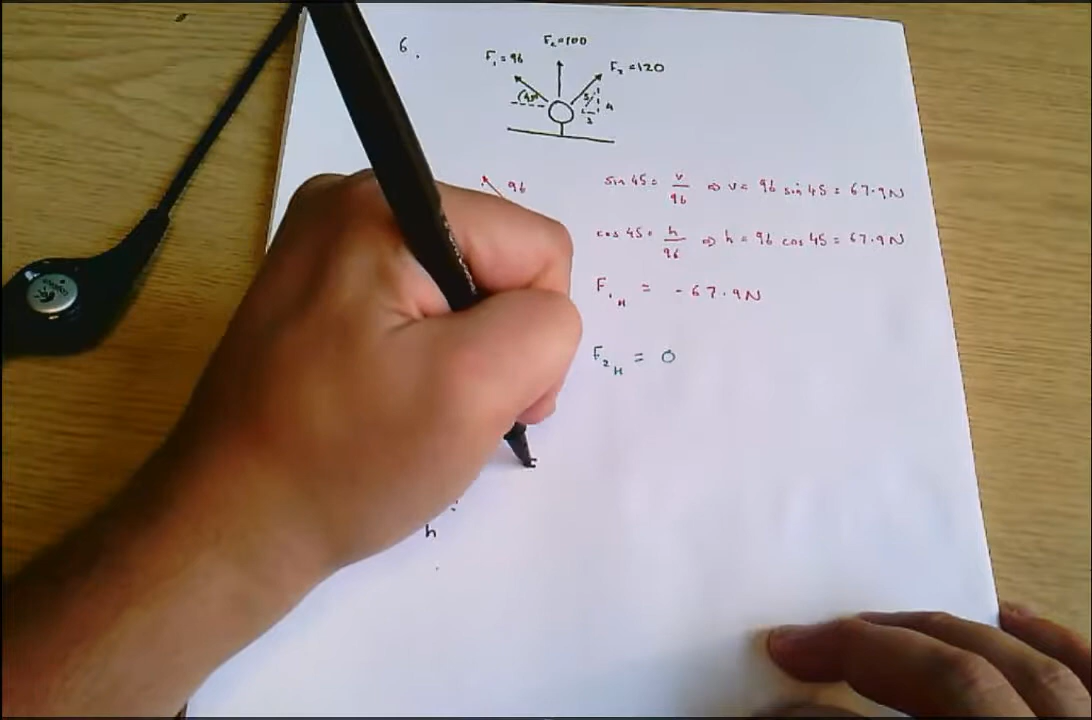 6.
F₂=100
F₁ = 96
F₃ =120
45°
5
4
3
96
sin 45 = v/96 ⇒ v = 96 sin 45 = 67.9N
cos 45 = h/96 ⇒ h = 96 cos 45 = 67.9N
F₁H = -67.9N
F₂H = 0
h